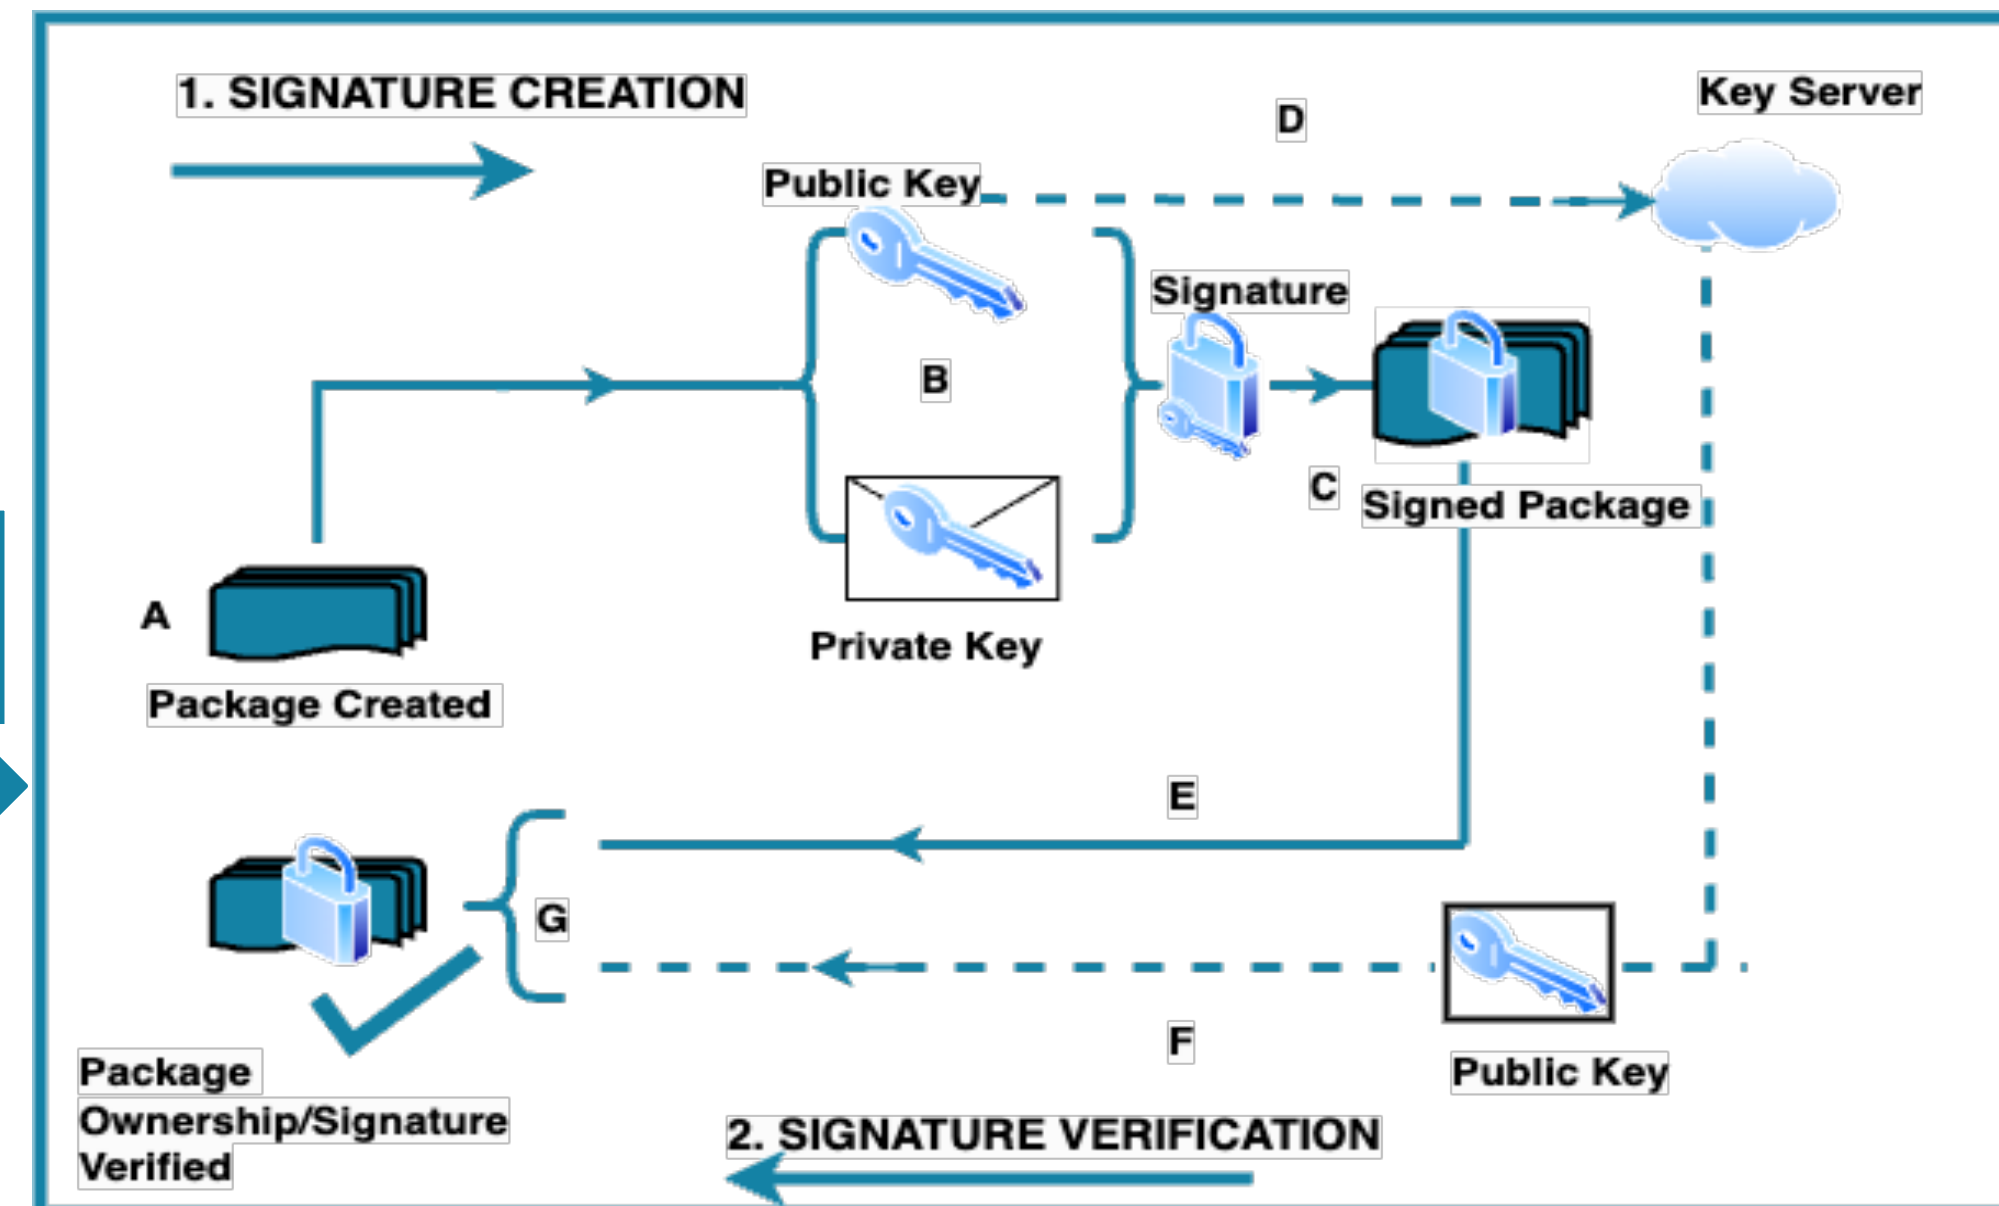 1. SIGNATURE CREATION
Key Server
D
Public Key
Signature
B
C
Signed Package
A
Private Key
Package Created
E
G
F
Package
Ownership/Signature
Verified
Public Key
2. SIGNATURE VERIFICATION